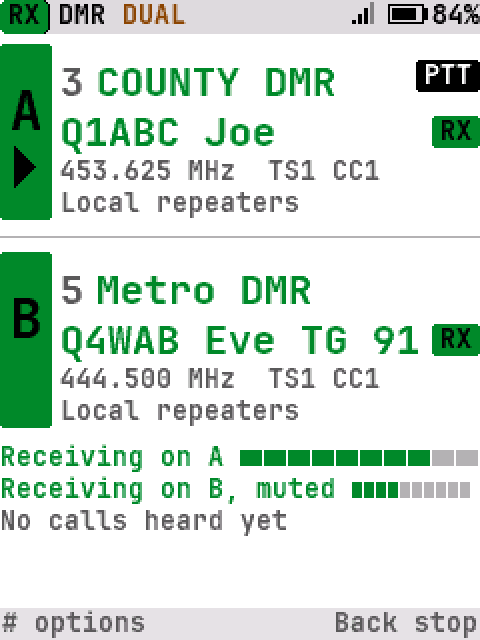 RX DMR DUAL 84%
A 3 COUNTY DMR PTT
Q1ABC Joe RX
453.625 MHz TS1 CC1
Local repeaters
B 5 Metro DMR
Q4WAB Eve TG 91 RX
444.500 MHz TS1 CC1
Local repeaters
Receiving on A
Receiving on B, muted
No calls heard yet
# options Back stop